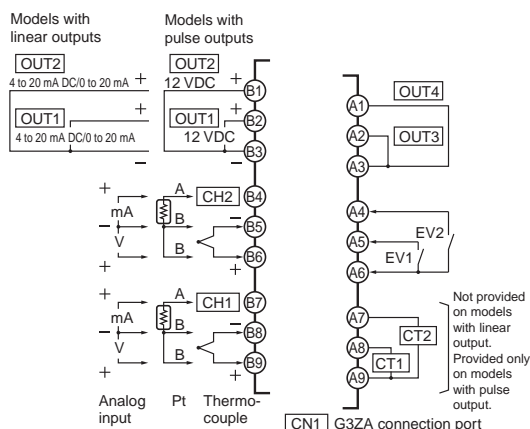 Models with
linear outputs
Models with
pulse outputs
OUT2
4 to 20 mA DC/0 to 20 mA
+
OUT2
12 VDC
+
B1
OUT1
4 to 20 mA DC/0 to 20 mA
+
OUT1
12 VDC
+
B2
−
−
B3
+
mA
−
V
+
A
B
B
CH2
−
+
B4
B5
B6
+
mA
−
V
+
A
B
B
CH1
−
+
B7
B8
B9
Analog
input
Pt
Thermo-
couple
A1
OUT4
A2
OUT3
A3
A4
A5
EV1
EV2
A6
A7
CT2
A8
CT1
A9
Not provided
on models
with linear
output.
Provided only
on models
with pulse
output.
CN1 G3ZA connection port